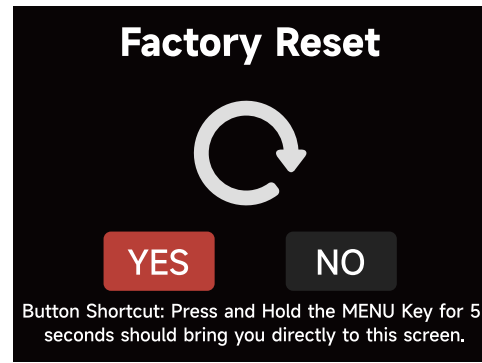 Factory Reset
YES NO
Button Shortcut: Press and Hold the MENU Key for 5
seconds should bring you directly to this screen.